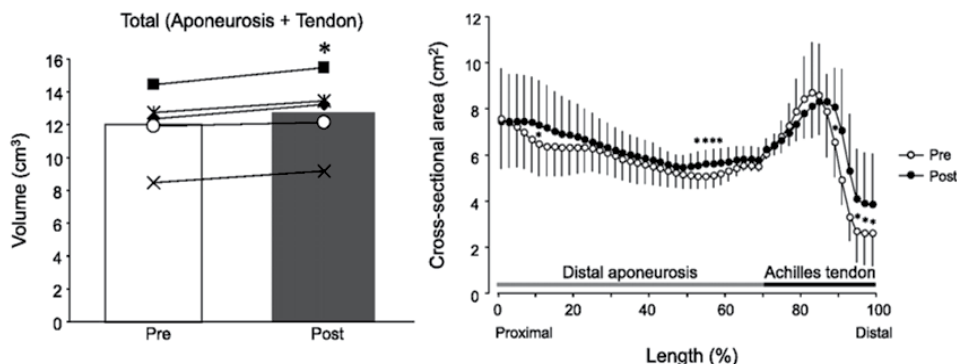 Total (Aponeurosis + Tendon)
Volume (cm³)
16
14
12
10
8
6
4
2
0
*
Pre
Post
Cross-sectional area (cm²)
12
10
8
6
4
2
0
*
****
*
***
Pre
Post
Distal aponeurosis
Achilles tendon
0
20
40
60
80
100
Proximal
Distal
Length (%)